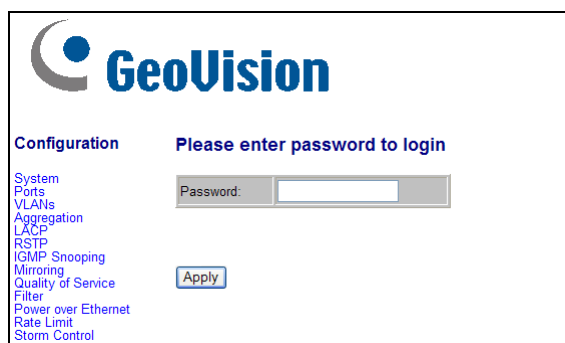 GeoVision
Configuration
Please enter password to login
System
Ports
VLANs
Aggregation
LACP
RSTP
IGMP Snooping
Mirroring
Quality of Service
Filter
Power over Ethernet
Rate Limit
Storm Control
Password:
Apply